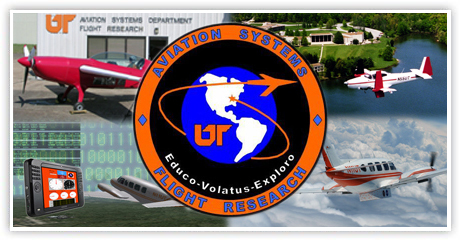 AVIATION SYSTEMS DEPARTMENT
UT FLIGHT RESEARCH
AVIATION SYSTEMS
UT
Educo-Volatus-Exploro
FLIGHT RESEARCH